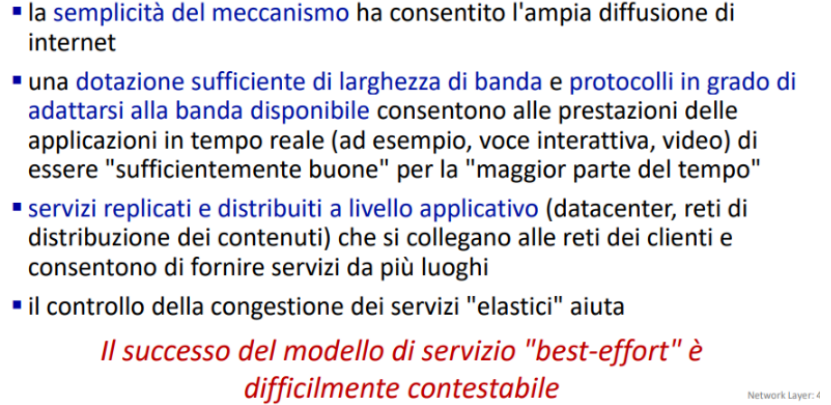 ▪ la semplicità del meccanismo ha consentito l'ampia diffusione di
internet
▪ una dotazione sufficiente di larghezza di banda e protocolli in grado di
adattarsi alla banda disponibile consentono alle prestazioni delle
applicazioni in tempo reale (ad esempio, voce interattiva, video) di
essere "sufficientemente buone" per la "maggior parte del tempo"
▪ servizi replicati e distribuiti a livello applicativo (datacenter, reti di
distribuzione dei contenuti) che si collegano alle reti dei clienti e
consentono di fornire servizi da più luoghi
▪ il controllo della congestione dei servizi "elastici" aiuta
Il successo del modello di servizio "best-effort" è
difficilmente contestabile
Network Layer: 4